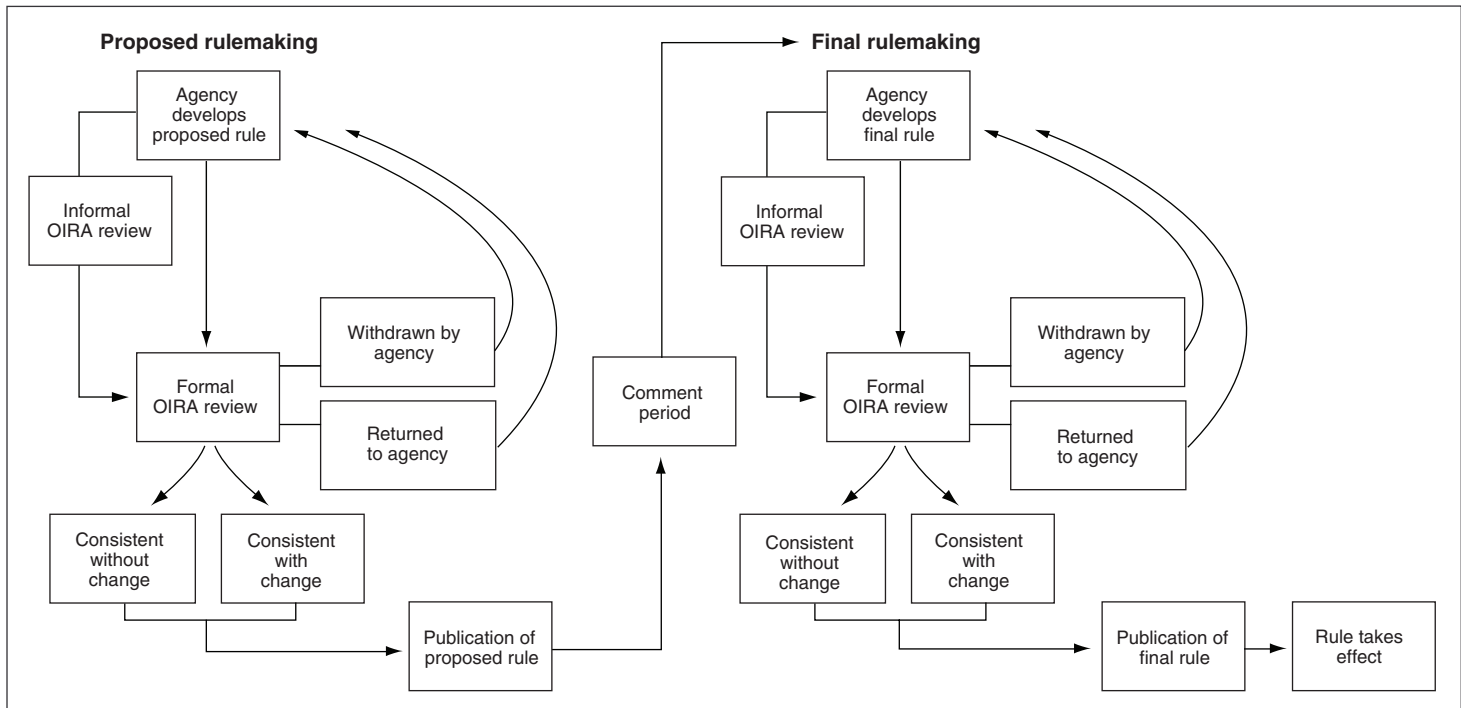 Proposed rulemaking
Agency
develops
proposed rule
Informal
OIRA review
Withdrawn by
agency
Formal
OIRA review
Returned
to agency
Consistent
without
change
Consistent
with
change
Publication of
proposed rule
Comment
period
Final rulemaking
Agency
develops
final rule
Informal
OIRA review
Withdrawn by
agency
Formal
OIRA review
Returned
to agency
Consistent
without
change
Consistent
with
change
Publication of
final rule
Rule takes
effect